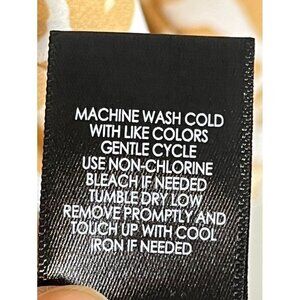 MACHINE WASH COLD
WITH LIKE COLORS
GENTLE CYCLE
USE NON-CHLORINE
BLEACH IF NEEDED
TUMBLE DRY LOW
REMOVE PROMPTLY AND
TOUCH UP WITH COOL
IRON IF NEEDED